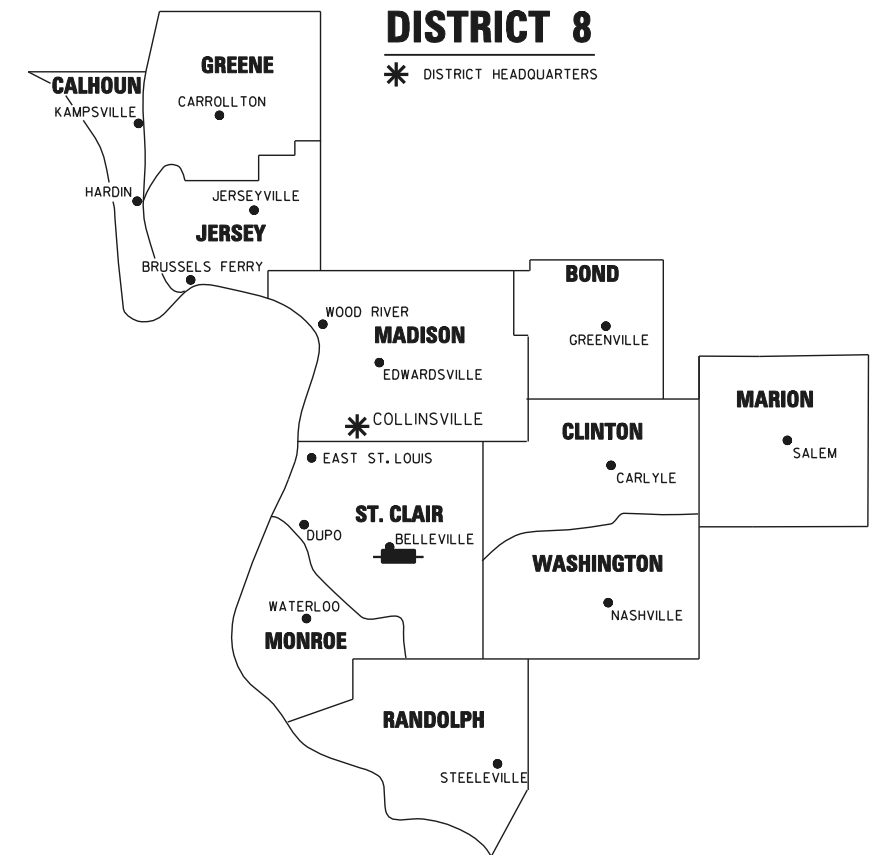 DISTRICT 8
DISTRICT HEADQUARTERS
GREENE
CALHOUN
CARROLLTON
KAMPSVILLE
HARDIN
JERSEYVILLE
JERSEY
BRUSSELS FERRY
BOND
WOOD RIVER
MADISON
GREENVILLE
EDWARDSVILLE
MARION
COLLINSVILLE
CLINTON
SALEM
EAST ST. LOUIS
CARLYLE
ST. CLAIR
DUPO
BELLEVILLE
WASHINGTON
WATERLOO
NASHVILLE
MONROE
RANDOLPH
STEELEVILLE